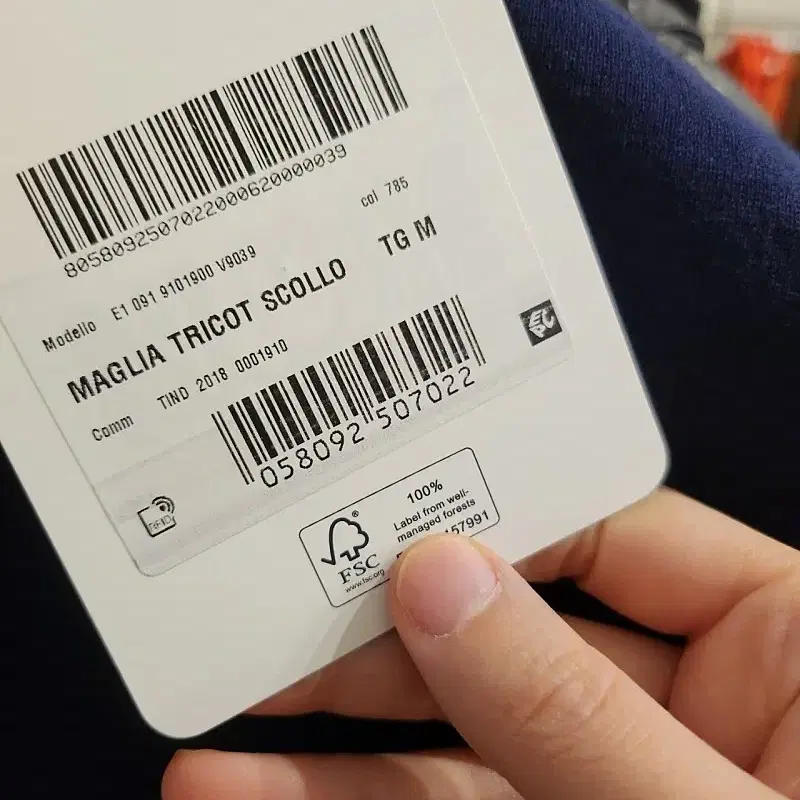 8058092507022000620000039
col 785
Modello E1 091 9101900 V9039
MAGLIA TRICOT SCOLLO TG M
Comm TIND 2018 0001910
058092 507022
100%
Label from well-
managed forests
57991
FSC
www.fsc.org